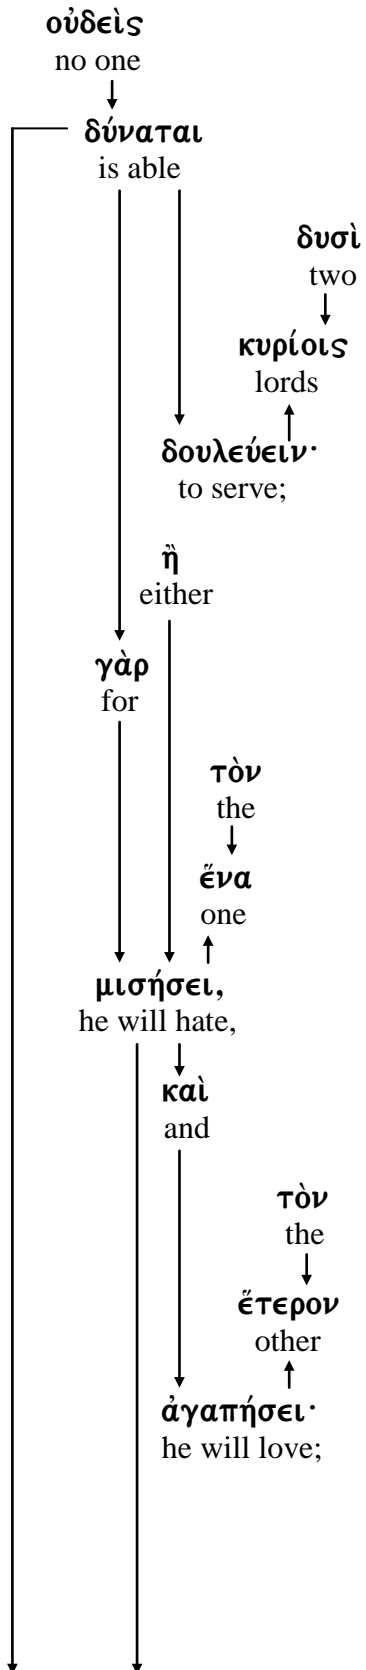 οὐδεὶς
no one
δύναται
is able
δυσὶ
two
κυρίοις
lords
δουλεύειν·
to serve;
ἢ
either
γὰρ
for
τὸν
the
ἕνα
one
μισήσει,
he will hate,
καὶ
and
τὸν
the
ἕτερον
other
ἀγαπήσει·
he will love;